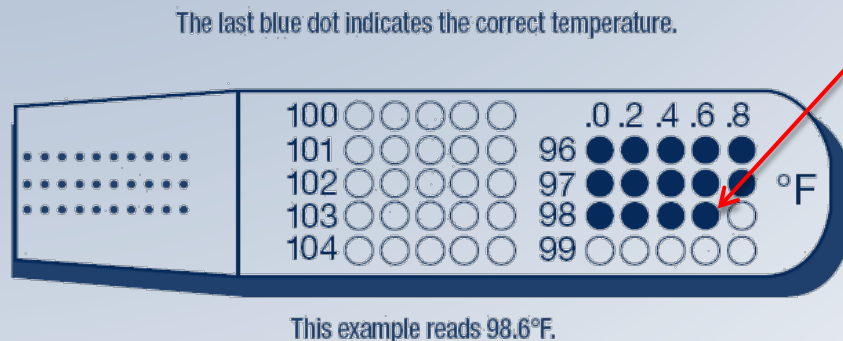 The last blue dot indicates the correct temperature.
100 .0 .2 .4 .6 .8
101 96
102 97 °F
103 98
104 99
This example reads 98.6°F.